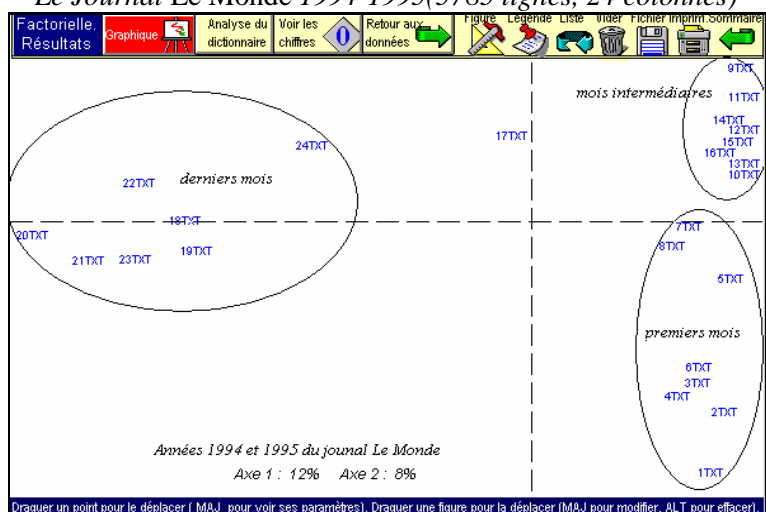 Le Journal Le Monde 1994-1995(5785 lignes, 24 colonnes)
Factorielle. Résultats
Graphique
Analyse du dictionnaire
Voir les chiffres
0
Retour aux données
Figure Légende Liste Vider Fichier Imprim. Sommaire
9TXT
mois intermédiaires
11TXT
14TXT
12TXT
17TXT
24TXT
15TXT
16TXT
13TXT
10TXT
22TXT
derniers mois
18TXT
7TXT
20TXT
8TXT
19TXT
21TXT
23TXT
5TXT
premiers mois
6TXT
3TXT
4TXT
2TXT
Années 1994 et 1995 du jounal Le Monde
Axe 1 : 12% Axe 2 : 8%
1TXT
Draguer un point pour le déplacer ( MAJ pour voir ses paramètres). Draguer une figure pour la déplacer (MAJ pour modifier, ALT pour effacer).